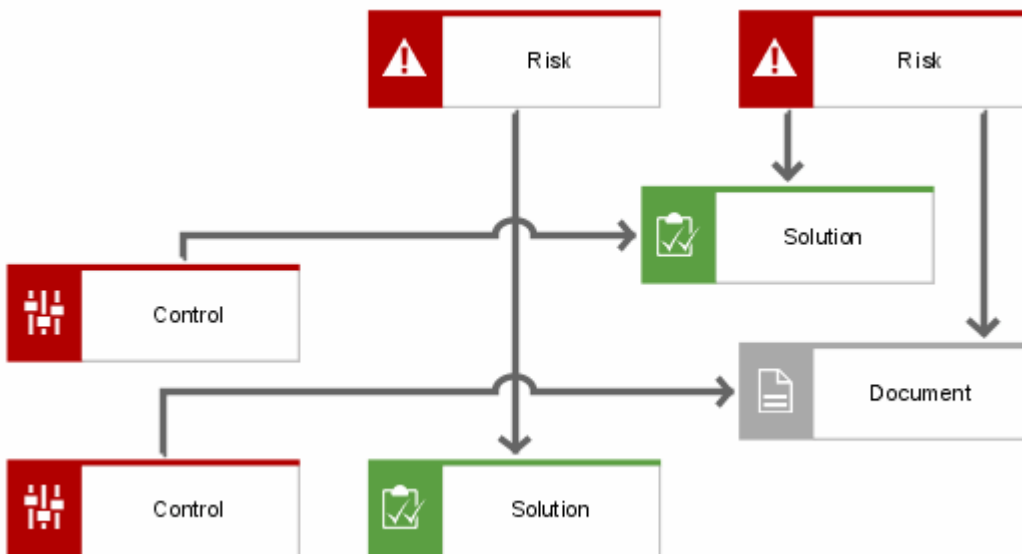 Risk
Risk
Solution
Control
Document
Control
Solution